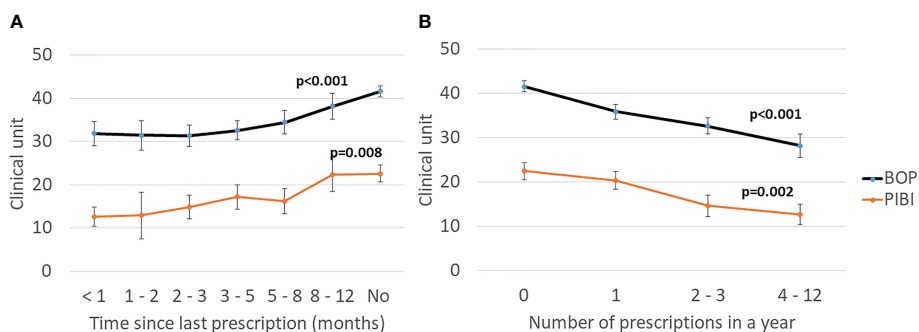 A
50
40
30
20
10
0
Clinical unit
p<0.001
p=0.008
< 1 1 - 2 2 - 3 3 - 5 5 - 8 8 - 12 No
Time since last prescription (months)
B
50
40
30
20
10
0
Clinical unit
p<0.001
p=0.002
0 1 2 - 3 4 - 12
Number of prescriptions in a year
BOP
PIBI